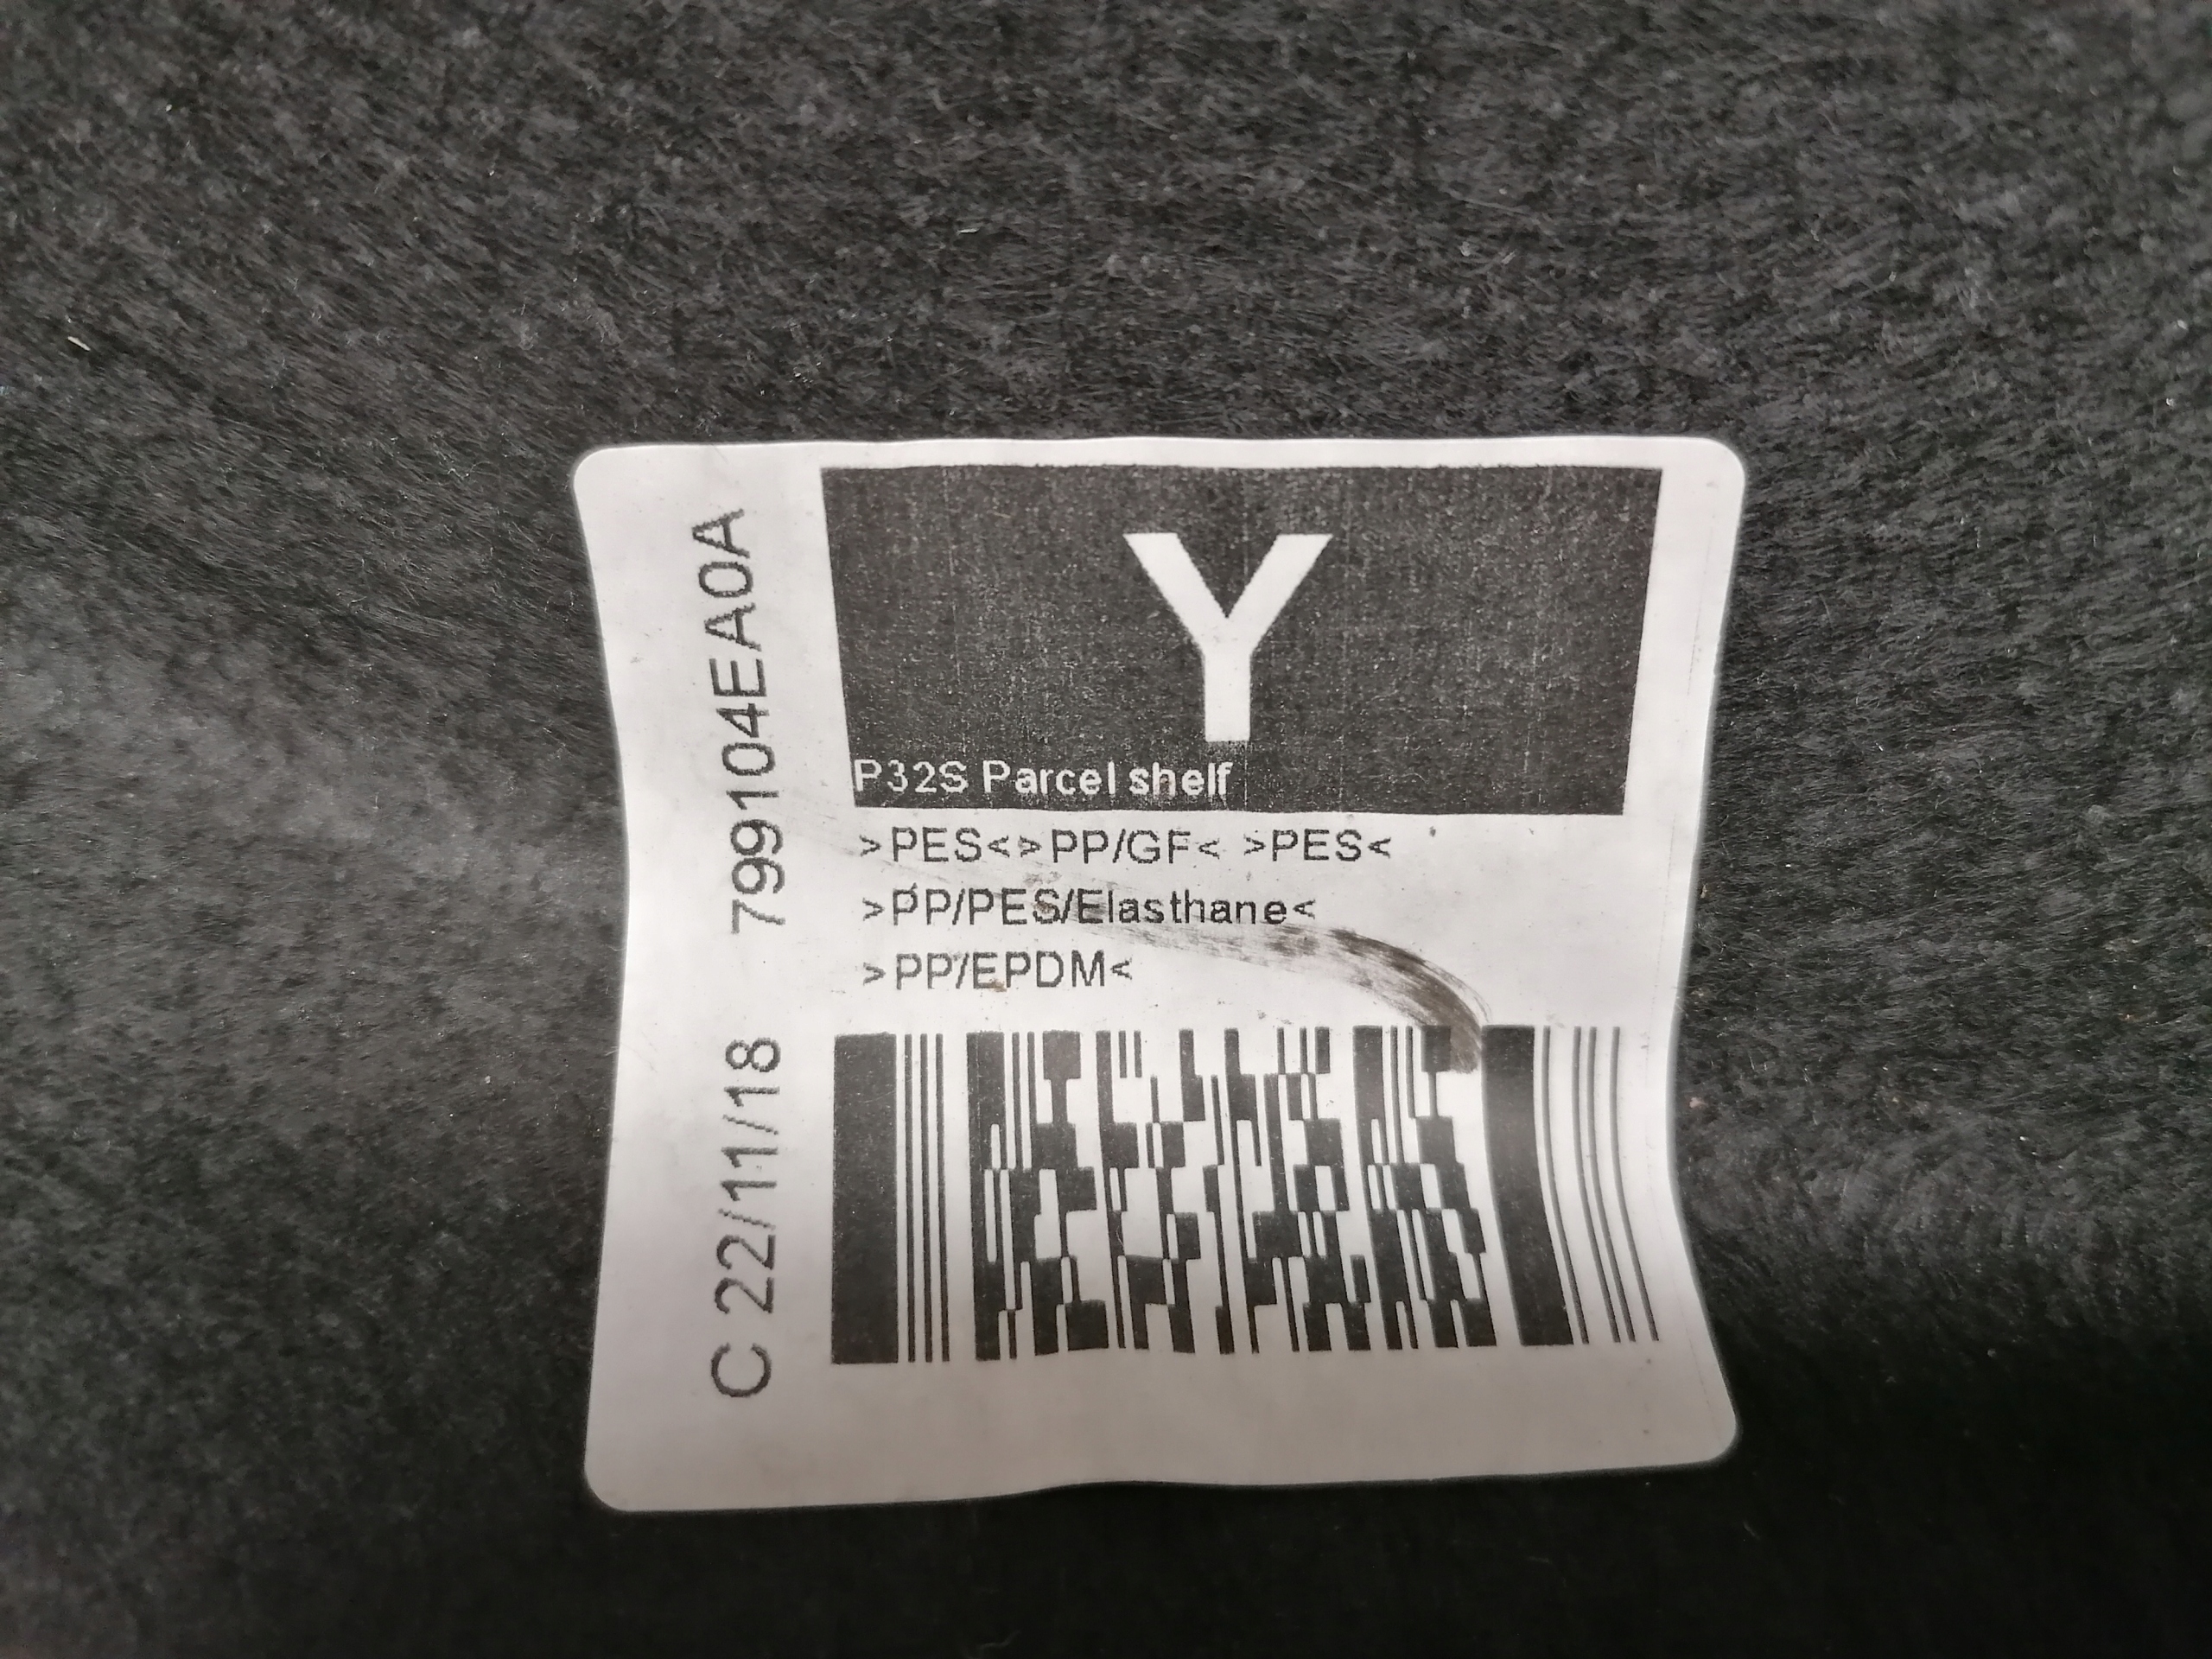 Y
P32S Parcel shelf
>PES<>PP/GF< >PES<
>PP/PES/Elasthane<
>PP/EPDM<
C 22/11/18 799104EA0A